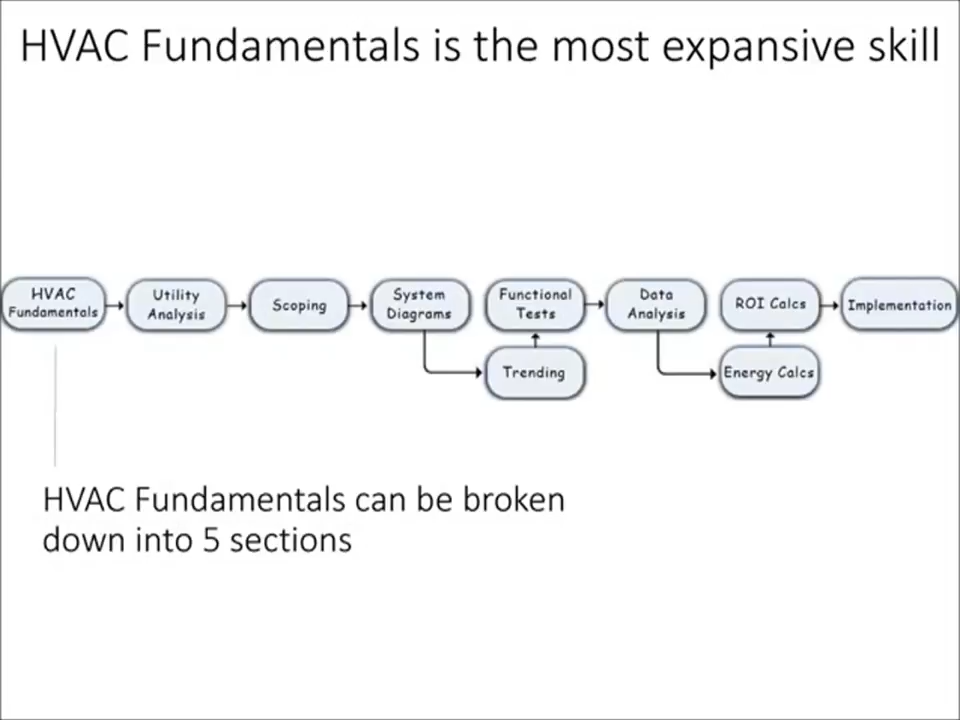 HVAC Fundamentals is the most expansive skill
HVAC
Fundamentals
Utility
Analysis
Scoping
System
Diagrams
Functional
Tests
Data
Analysis
ROI Calcs
Implementation
Trending
Energy Calcs
HVAC Fundamentals can be broken
down into 5 sections